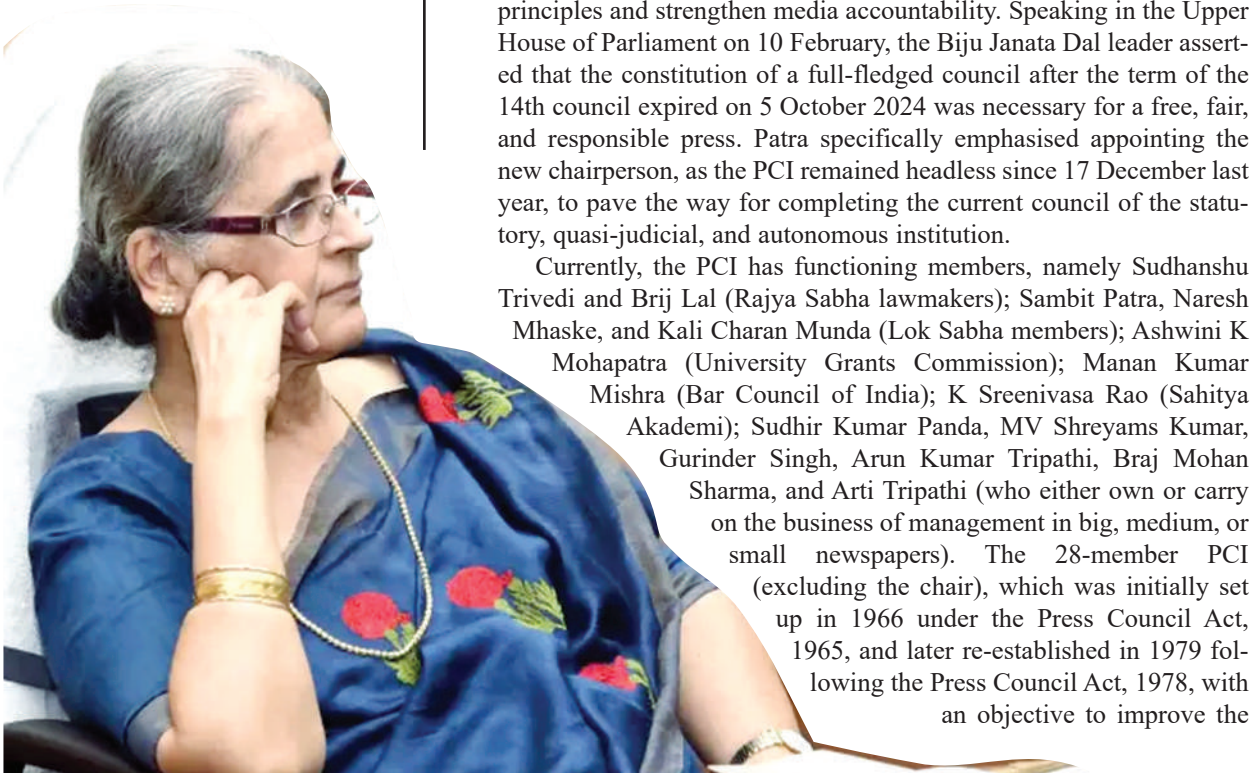 principles and strengthen media accountability. Speaking in the Upper
House of Parliament on 10 February, the Biju Janata Dal leader assert-
ed that the constitution of a full-fledged council after the term of the
14th council expired on 5 October 2024 was necessary for a free, fair,
and responsible press. Patra specifically emphasised appointing the
new chairperson, as the PCI remained headless since 17 December last
year, to pave the way for completing the current council of the statu-
tory, quasi-judicial, and autonomous institution.
Currently, the PCI has functioning members, namely Sudhanshu
Trivedi and Brij Lal (Rajya Sabha lawmakers); Sambit Patra, Naresh
Mhaske, and Kali Charan Munda (Lok Sabha members); Ashwini K
Mohapatra (University Grants Commission); Manan Kumar
Mishra (Bar Council of India); K Sreenivasa Rao (Sahitya
Akademi); Sudhir Kumar Panda, MV Shreyams Kumar,
Gurinder Singh, Arun Kumar Tripathi, Braj Mohan
Sharma, and Arti Tripathi (who either own or carry
on the business of management in big, medium, or
small newspapers). The 28-member PCI
(excluding the chair), which was initially set
up in 1966 under the Press Council Act,
1965, and later re-established in 1979 fol-
lowing the Press Council Act, 1978, with
an objective to improve the